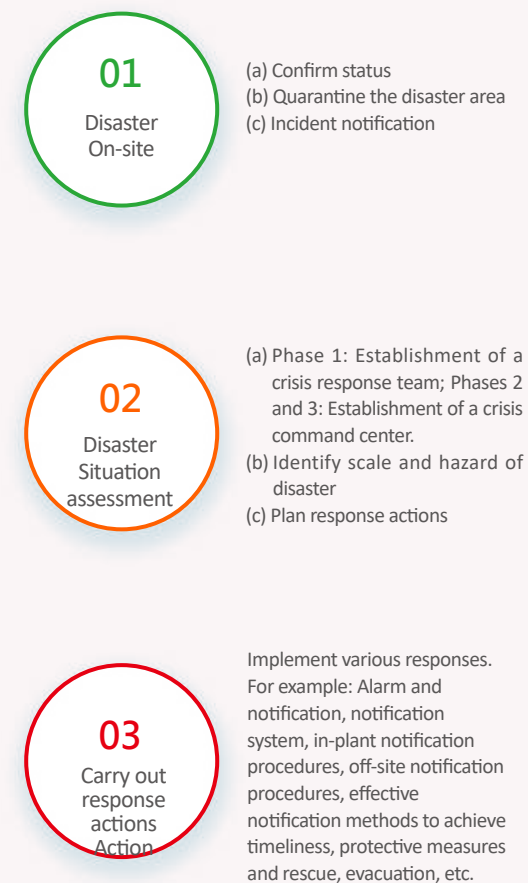 01
Disaster
On-site
(a) Confirm status
(b) Quarantine the disaster area
(c) Incident notification
02
Disaster
Situation
assessment
(a) Phase 1: Establishment of a
crisis response team; Phases 2
and 3: Establishment of a crisis
command center.
(b) Identify scale and hazard of
disaster
(c) Plan response actions
03
Carry out
response
actions
Action
Implement various responses.
For example: Alarm and
notification, notification
system, in-plant notification
procedures, off-site notification
procedures, effective
notification methods to achieve
timeliness, protective measures
and rescue, evacuation, etc.